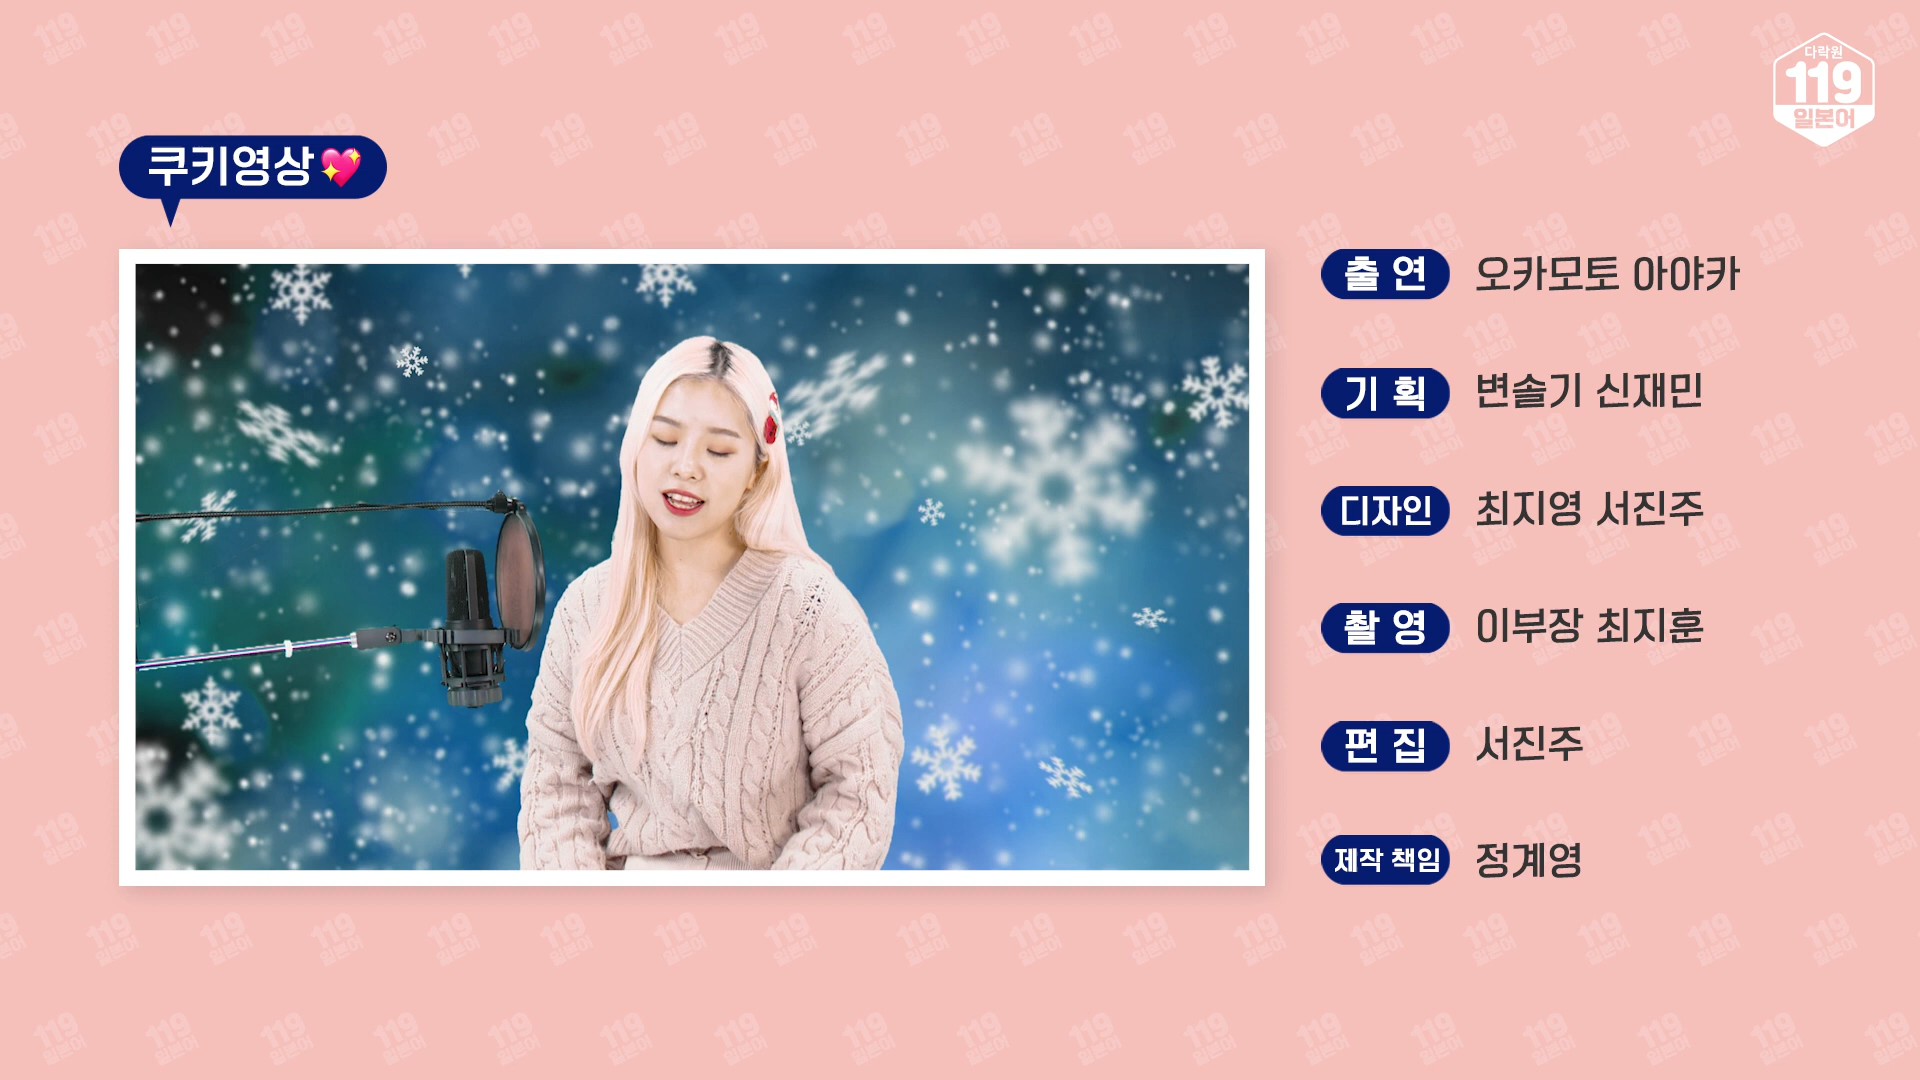 다락원
119
일본어
쿠키영상💖
출 연 오카모토 아야카
기 획 변솔기 신재민
디자인 최지영 서진주
촬 영 이부장 최지훈
편 집 서진주
제작 책임 정계영